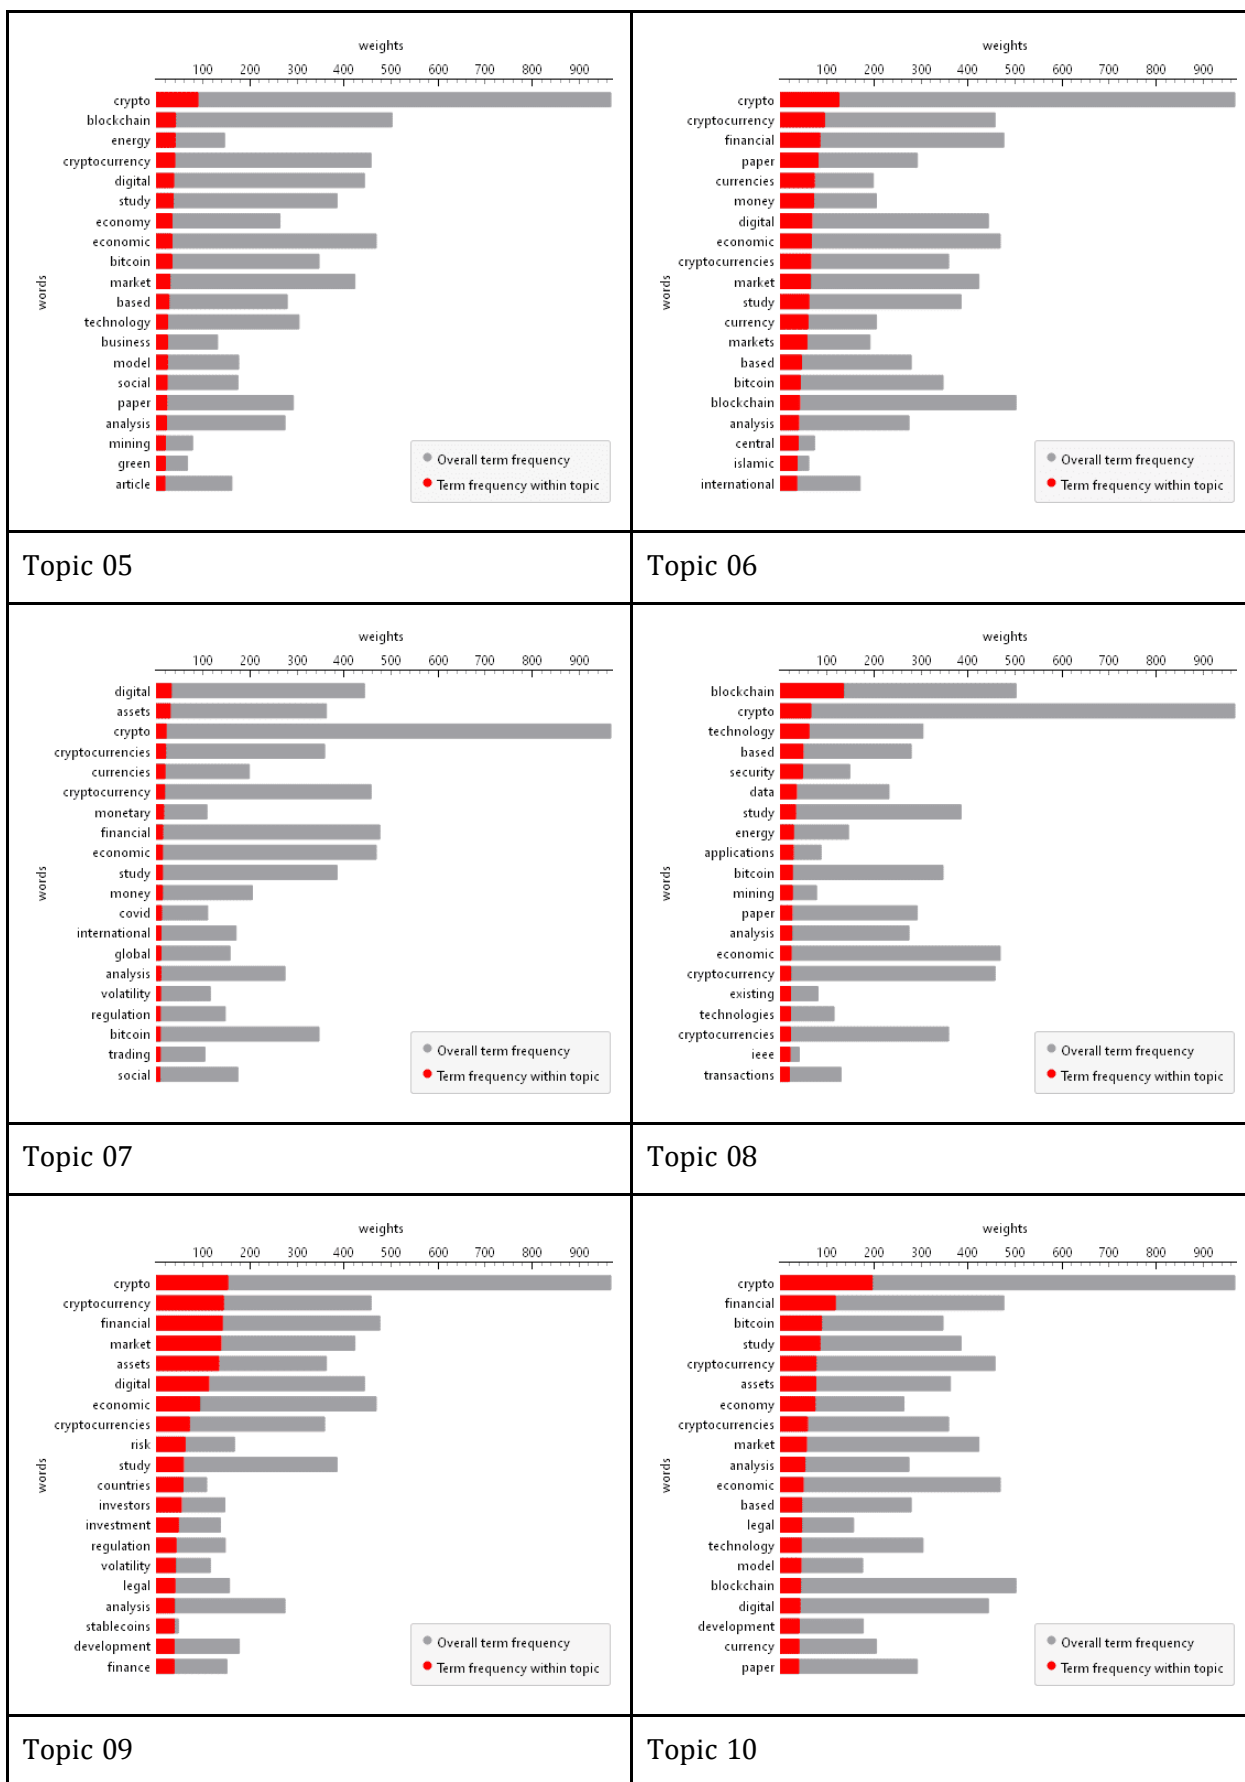 weights
100 200 300 400 500 600 700 800 900
words
crypto
blockchain
energy
cryptocurrency
digital
study
economy
economic
bitcoin
market
based
technology
business
model
social
paper
analysis
mining
green
article
Overall term frequency
Term frequency within topic
weights
100 200 300 400 500 600 700 800 900
words
crypto
cryptocurrency
financial
paper
currencies
money
digital
economic
cryptocurrencies
market
study
currency
markets
based
bitcoin
blockchain
analysis
central
islamic
international
Overall term frequency
Term frequency within topic
Topic 05
Topic 06
weights
100 200 300 400 500 600 700 800 900
words
digital
assets
crypto
cryptocurrencies
currencies
cryptocurrency
monetary
financial
economic
study
money
covid
international
global
analysis
volatility
regulation
bitcoin
trading
social
Overall term frequency
Term frequency within topic
weights
100 200 300 400 500 600 700 800 900
words
blockchain
crypto
technology
based
security
data
study
energy
applications
bitcoin
mining
paper
analysis
economic
cryptocurrency
existing
technologies
cryptocurrencies
ieee
transactions
Overall term frequency
Term frequency within topic
Topic 07
Topic 08
weights
100 200 300 400 500 600 700 800 900
words
crypto
cryptocurrency
financial
market
assets
digital
economic
cryptocurrencies
risk
study
countries
investors
investment
regulation
volatility
legal
analysis
stablecoins
development
finance
Overall term frequency
Term frequency within topic
weights
100 200 300 400 500 600 700 800 900
words
crypto
financial
bitcoin
study
cryptocurrency
assets
economy
cryptocurrencies
market
analysis
economic
based
legal
technology
model
blockchain
digital
development
currency
paper
Overall term frequency
Term frequency within topic
Topic 09
Topic 10